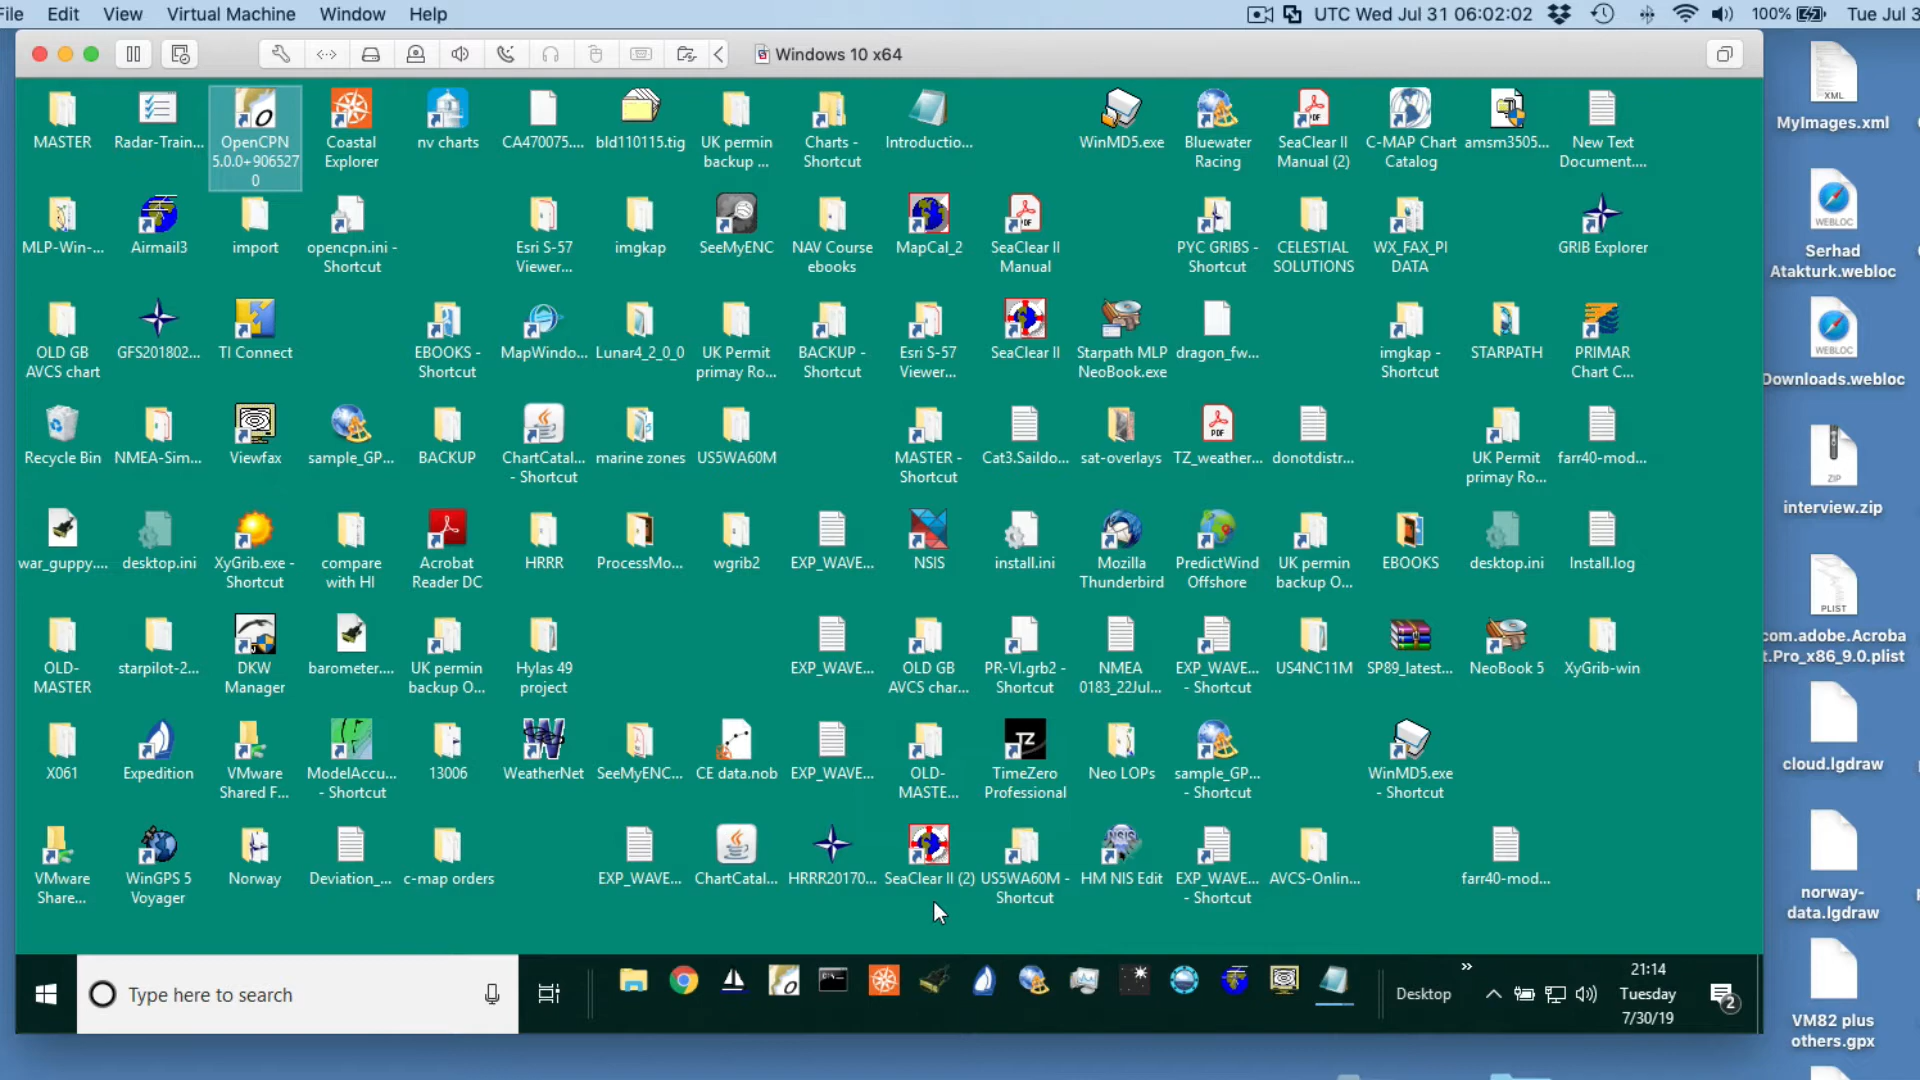 File Edit View Virtual Machine Window Help
UTC Wed Jul 31 06:02:02
100%
Tue Jul 3
Windows 10 x64
MASTER
Radar-Train...
OpenCPN
5.0.0+906527
0
Coastal
Explorer
nv charts
CA470075....
bld110115.tig
UK permin
backup ...
Charts -
Shortcut
Introductio...
WinMD5.exe
Bluewater
Racing
SeaClear II
Manual (2)
C-MAP Chart
Catalog
amsm3505...
New Text
Document....
MLP-Win-...
Airmail3
import
opencpn.ini -
Shortcut
Esri S-57
Viewer...
imgkap
SeeMyENC
NAV Course
ebooks
MapCal_2
SeaClear II
Manual
PYC GRIBS -
Shortcut
CELESTIAL
SOLUTIONS
WX_FAX_PI
DATA
GRIB Explorer
OLD GB
AVCS chart
GFS201802...
TI Connect
EBOOKS -
Shortcut
MapWindo...
Lunar4_2_0_0
UK Permit
primay Ro...
BACKUP -
Shortcut
Esri S-57
Viewer...
SeaClear II
Starpath MLP
NeoBook.exe
dragon_fw...
imgkap -
Shortcut
STARPATH
PRIMAR
Chart C...
Recycle Bin
NMEA-Sim...
Viewfax
sample_GP...
BACKUP
ChartCatal...
- Shortcut
marine zones
US5WA60M
MASTER -
Shortcut
Cat3.Saildo...
sat-overlays
PDF
TZ_weather...
donotdistr...
UK Permit
primay Ro...
farr40-mod...
war_guppy....
desktop.ini
XyGrib.exe -
Shortcut
compare
with HI
Acrobat
Reader DC
HRRR
ProcessMo...
wgrib2
EXP_WAVE...
NSIS
install.ini
Mozilla
Thunderbird
PredictWind
Offshore
UK permin
backup O...
EBOOKS
desktop.ini
Install.log
OLD-
MASTER
starpilot-2...
DKW
Manager
barometer....
UK permin
backup O...
Hylas 49
project
EXP_WAVE...
OLD GB
AVCS char...
PR-VI.grb2 -
Shortcut
NMEA
0183_22Jul...
EXP_WAVE...
- Shortcut
US4NC11M
SP89_latest...
NeoBook 5
XyGrib-win
X061
Expedition
VMware
Shared F...
ModelAccu...
- Shortcut
13006
WeatherNet
SeeMyENC...
CE data.nob
EXP_WAVE...
OLD-
MASTE...
TZ
TimeZero
Professional
Neo LOPs
sample_GP...
- Shortcut
WinMD5.exe
- Shortcut
VMware
Share...
WinGPS 5
Voyager
Norway
Deviation_...
c-map orders
EXP_WAVE...
ChartCatal...
HRRR20170...
SeaClear II (2)
US5WA60M -
Shortcut
HM NIS Edit
EXP_WAVE...
- Shortcut
AVCS-Onlin...
farr40-mod...
XML
MyImages.xml
WEBLOC
Serhad
Atakturk.webloc
WEBLOC
Downloads.webloc
ZIP
interview.zip
PLIST
com.adobe.Acroba
t.Pro_x86_9.0.plist
cloud.lgdraw
norway-
data.lgdraw
VM82 plus
others.gpx
Type here to search
Desktop
21:14
Tuesday
7/30/19
2